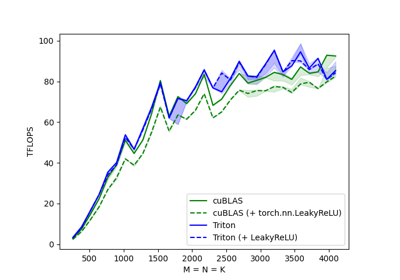 100
80
60
40
20
0
TFLOPS
500 1000 1500 2000 2500 3000 3500 4000
M = N = K
cuBLAS
cuBLAS (+ torch.nn.LeakyReLU)
Triton
Triton (+ LeakyReLU)